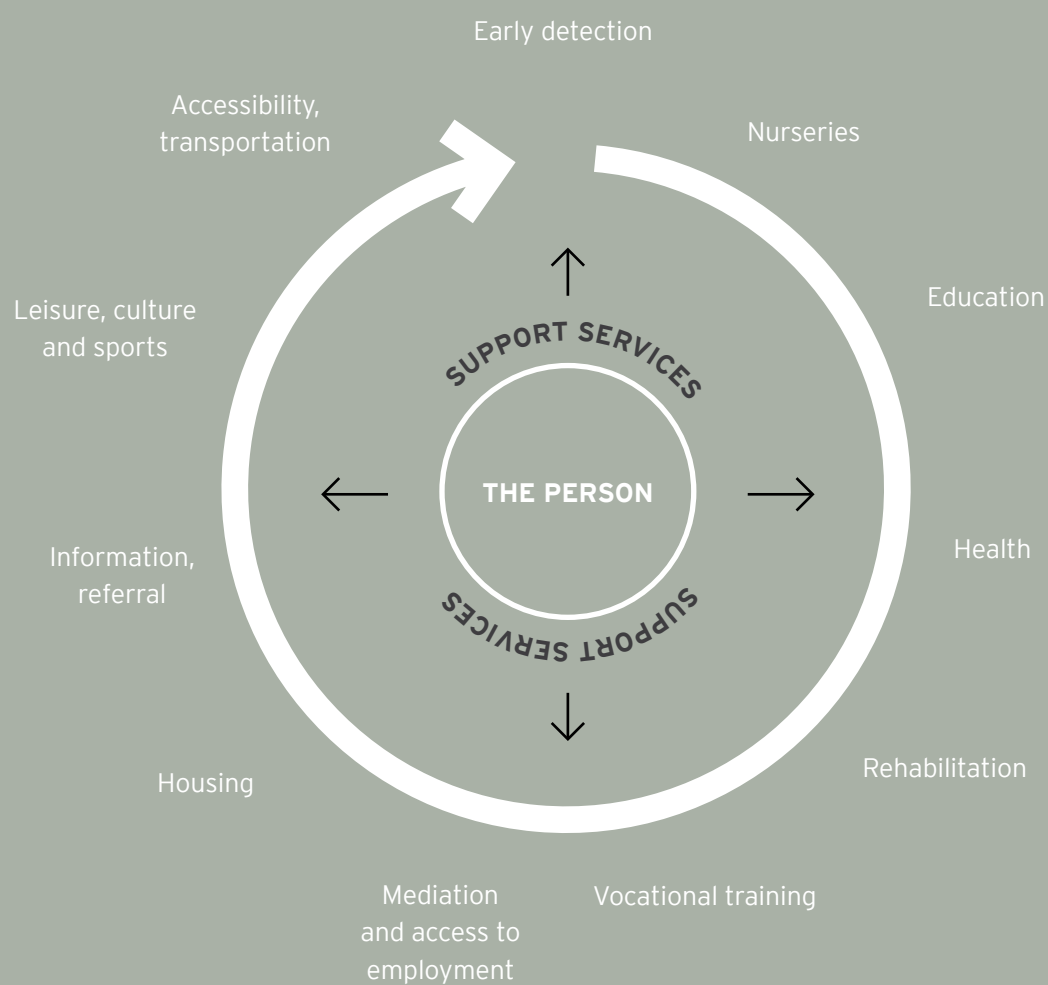 Early detection
Nurseries
Education
Health
Rehabilitation
Vocational training
Mediation
and access to
employment
Housing
Information,
referral
Leisure, culture
and sports
Accessibility,
transportation
SUPPORT SERVICES
THE PERSON
SUPPORT SERVICES